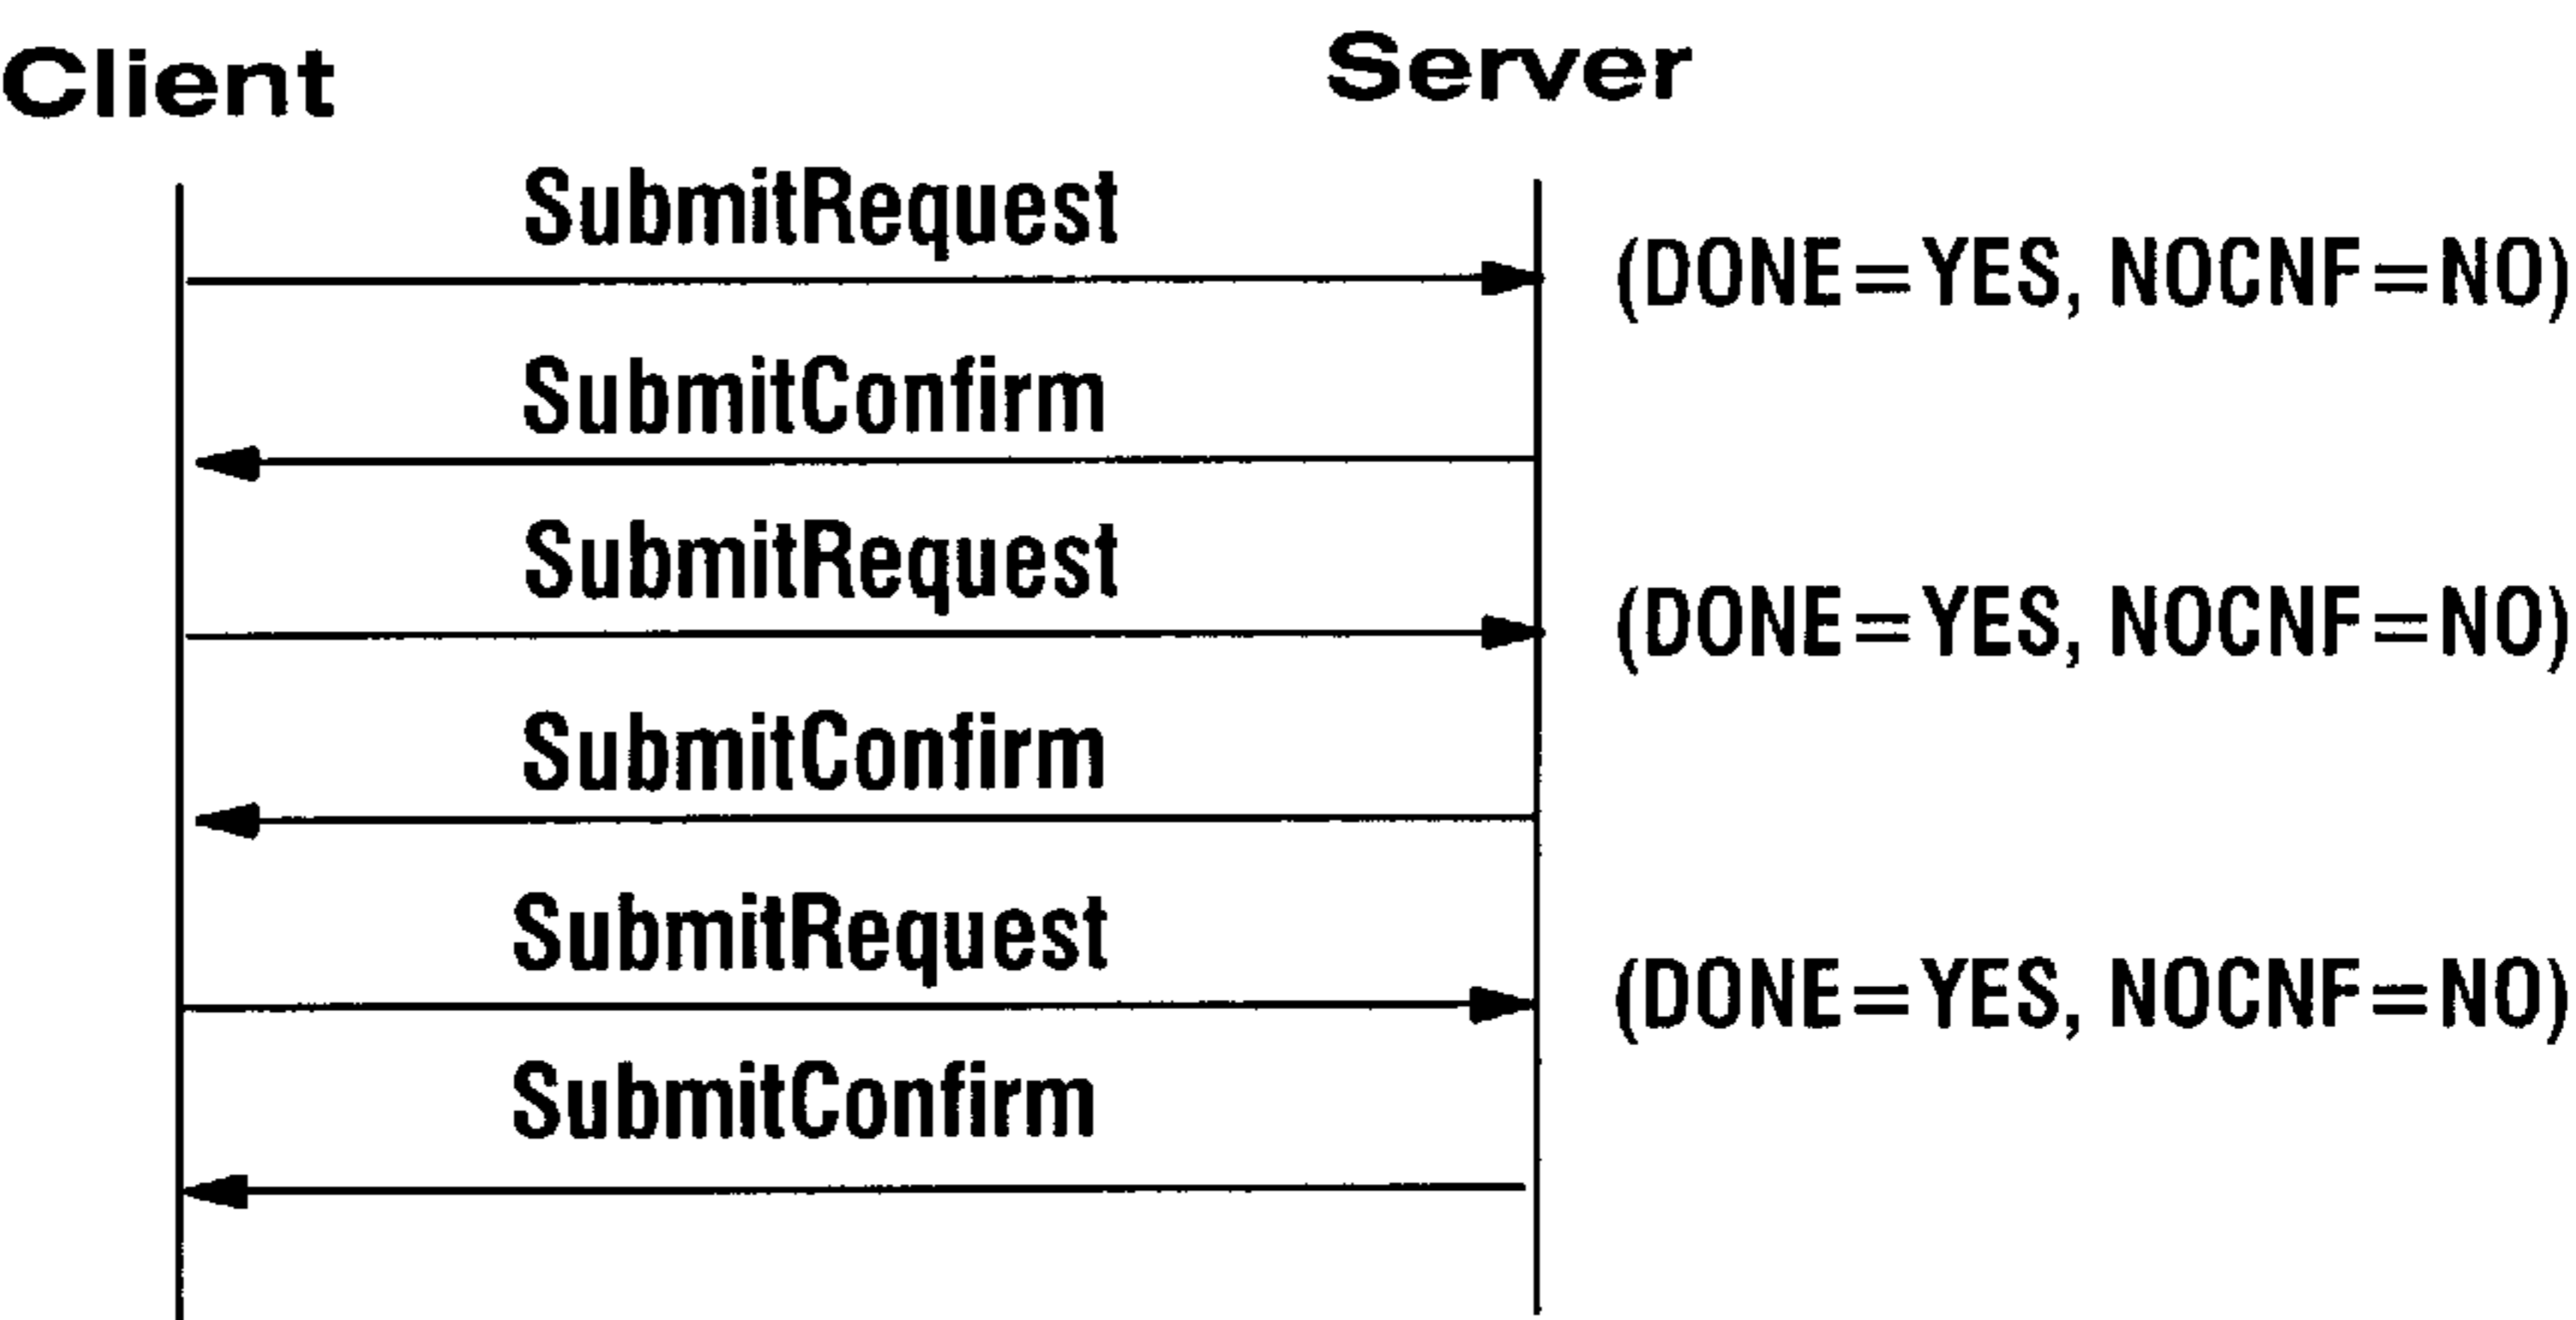 Client Server
SubmitRequest
(DONE=YES, NOCNF=NO)
SubmitConfirm
SubmitRequest
(DONE=YES, NOCNF=NO)
SubmitConfirm
SubmitRequest
(DONE=YES, NOCNF=NO)
SubmitConfirm